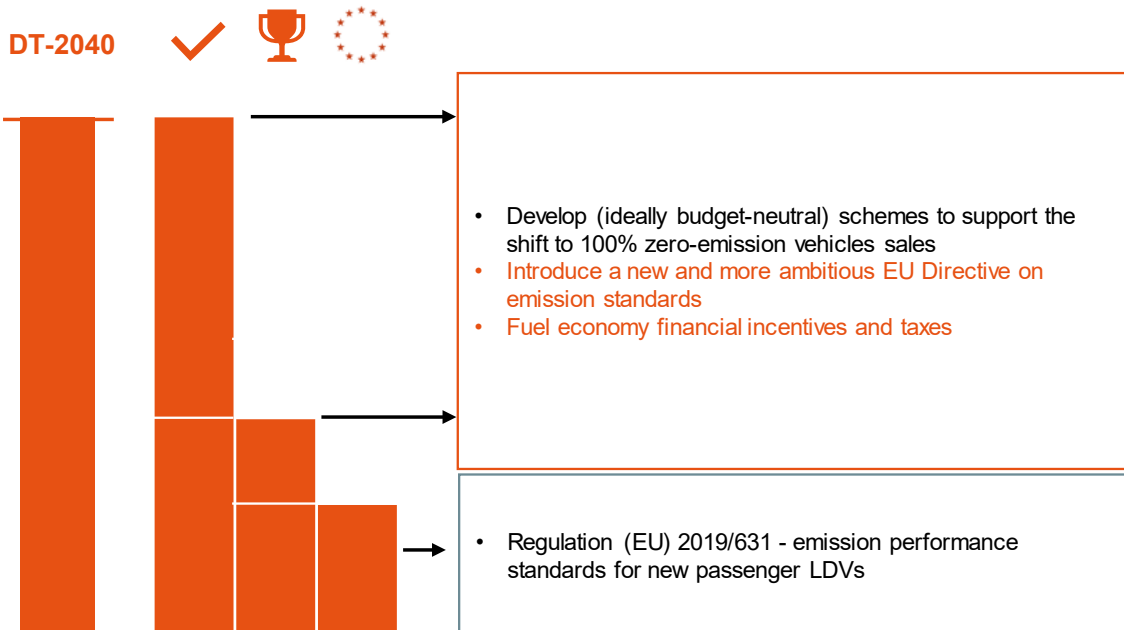 DT-2040
• Develop (ideally budget-neutral) schemes to support the
shift to 100% zero-emission vehicles sales
• Introduce a new and more ambitious EU Directive on
emission standards
• Fuel economy financial incentives and taxes
• Regulation (EU) 2019/631 - emission performance
standards for new passenger LDVs